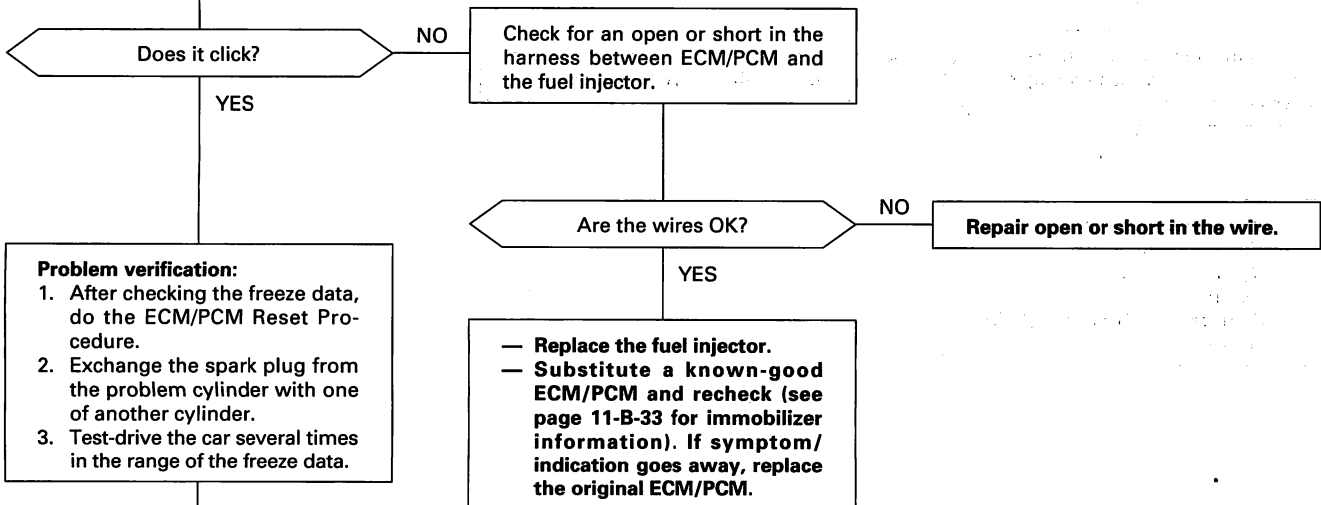 Does it click?
NO
Check for an open or short in the
harness between ECM/PCM and
the fuel injector.
YES
Are the wires OK?
NO
Repair open or short in the wire.
YES
Problem verification:
1. After checking the freeze data,
do the ECM/PCM Reset Pro-
cedure.
2. Exchange the spark plug from
the problem cylinder with one
of another cylinder.
3. Test-drive the car several times
in the range of the freeze data.
— Replace the fuel injector.
— Substitute a known-good
ECM/PCM and recheck (see
page 11-B-33 for immobilizer
information). If symptom/
indication goes away, replace
the original ECM/PCM.